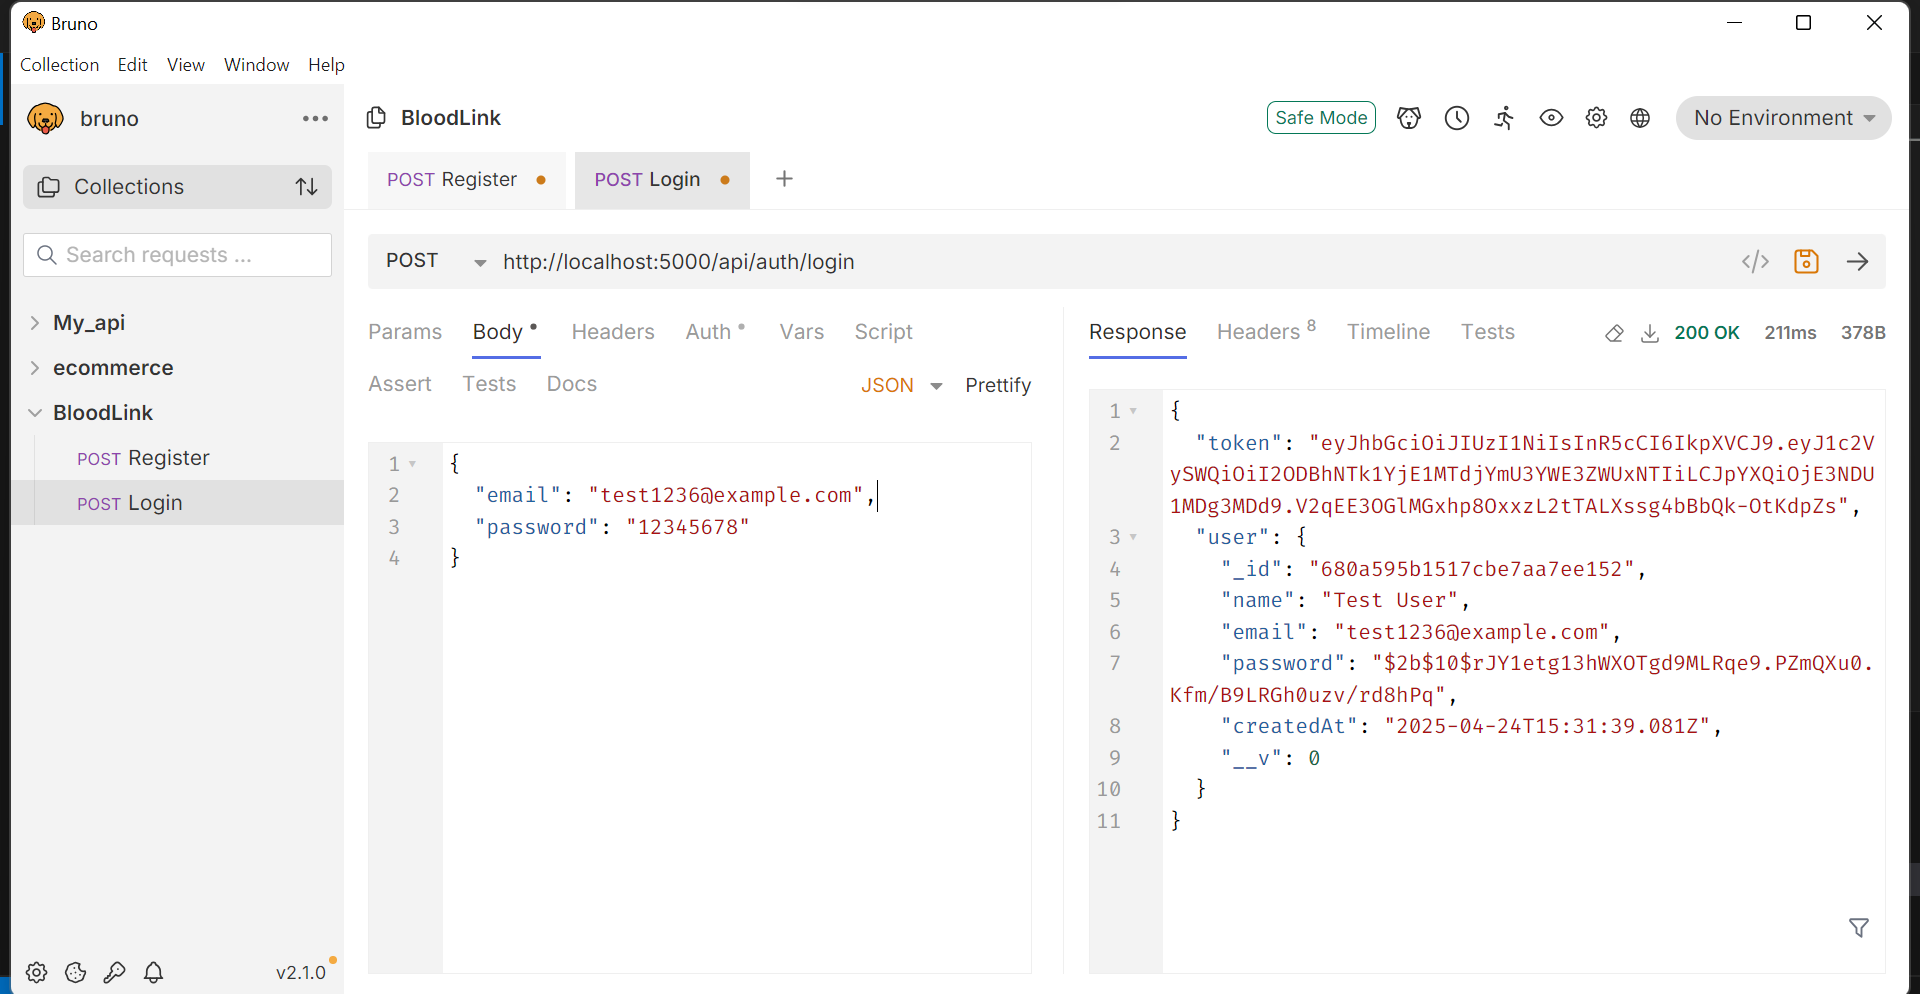 Bruno
Collection Edit View Window Help
bruno
BloodLink
Safe Mode
No Environment
Collections
POST Register
POST Login
Search requests ...
POST
http://localhost:5000/api/auth/login
My_api
ecommerce
BloodLink
POST Register
POST Login
v2.1.0
Params Body Headers Auth Vars Script
Assert Tests Docs
JSON Prettify
1 {
2 "email": "test1236@example.com",
3 "password": "12345678"
4 }
Response Headers 8 Timeline Tests
200 OK 211ms 378B
1 {
2 "token": "eyJhbGciOiJIUzI1NiIsInR5cCI6IkpXVCJ9.eyJ1c2V
ySWQiOiI2ODBhNTk1YjE1MTdjYmU3YWE3ZWUxNTIiLCJpYXQiOjE3NDU
1MDg3MDd9.V2qEE3OGlMGxhp8OxxzL2tTALXssg4bBbQk-OtKdpZs",
3 "user": {
4 "_id": "680a595b1517cbe7aa7ee152",
5 "name": "Test User",
6 "email": "test1236@example.com",
7 "password": "$2b$10$rJY1etg13hWXOTgd9MLRqe9.PZmQXu0.
Kfm/B9LRGh0uzv/rd8hPq",
8 "createdAt": "2025-04-24T15:31:39.081Z",
9 "__v": 0
10 }
11 }